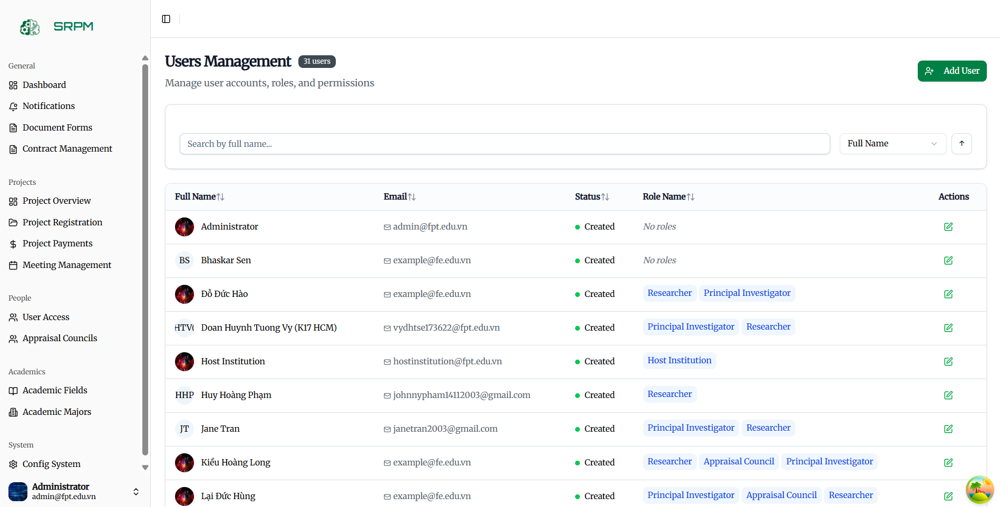 SRPM
General
Dashboard
Notifications
Document Forms
Contract Management
Projects
Project Overview
Project Registration
Project Payments
Meeting Management
People
User Access
Appraisal Councils
Academics
Academic Fields
Academic Majors
System
Config System
Administrator
admin@fpt.edu.vn
Users Management 31 users
Manage user accounts, roles, and permissions
Add User
Search by full name...
Full Name
Full Name Email Status Role Name Actions
Administrator admin@fpt.edu.vn Created No roles
BS Bhaskar Sen example@fe.edu.vn Created No roles
Đỗ Đức Hào example@fe.edu.vn Created Researcher Principal Investigator
HTV( Doan Huynh Tuong Vy (K17 HCM) vydhtse173622@fpt.edu.vn Created Principal Investigator Researcher
Host Institution hostinstitution@fpt.edu.vn Created Host Institution
HHP Huy Hoàng Phạm johnnypham14112003@gmail.com Created Researcher
JT Jane Tran janetran2003@gmail.com Created Principal Investigator Researcher
Kiều Hoàng Long example@fe.edu.vn Created Researcher Appraisal Council Principal Investigator
Lại Đức Hùng example@fe.edu.vn Created Principal Investigator Appraisal Council Researcher